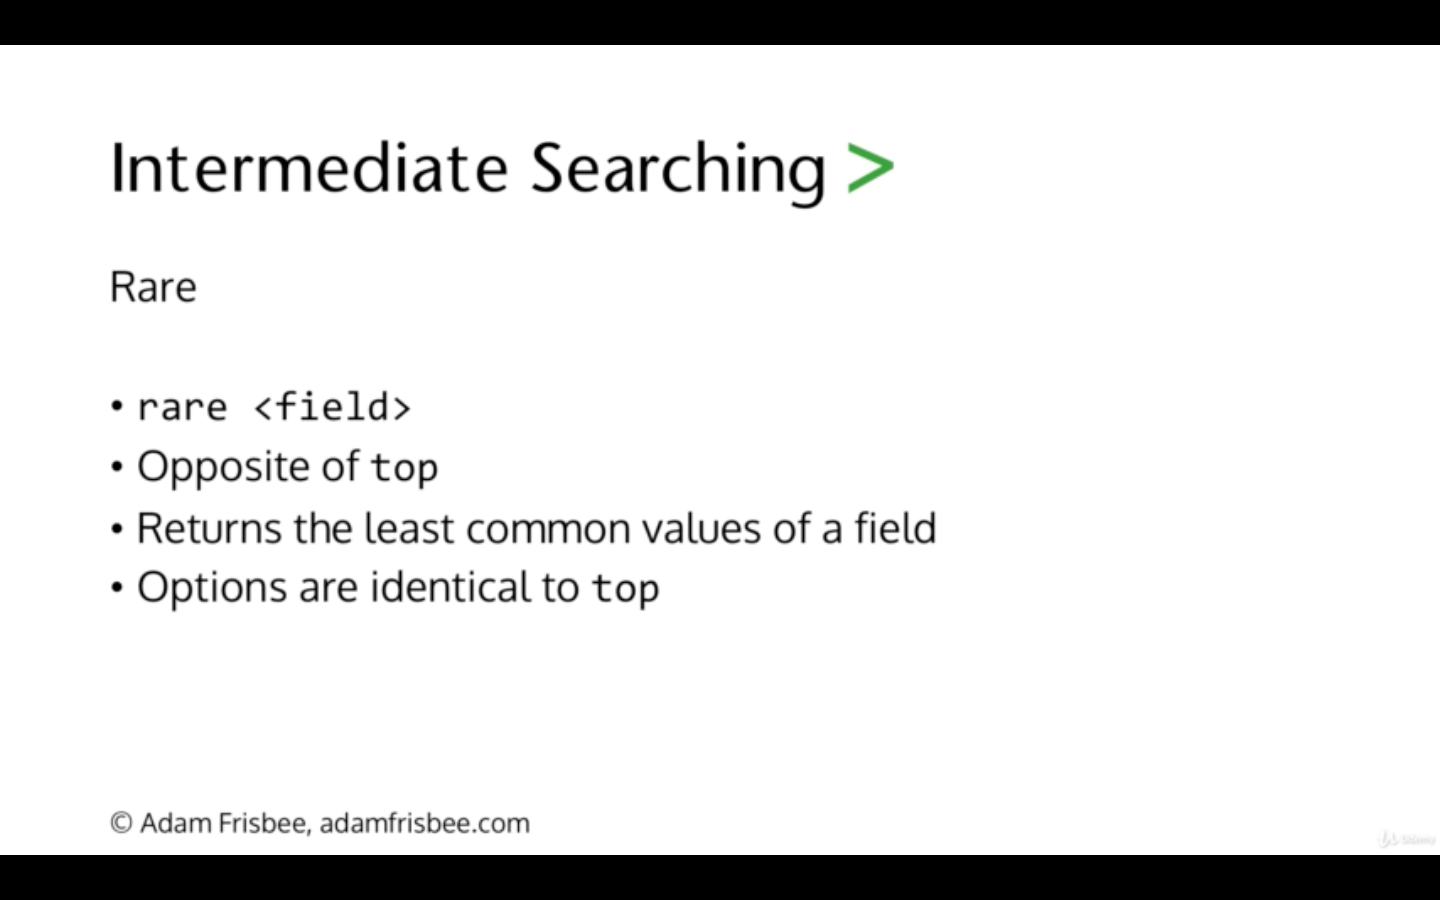 Intermediate Searching >
Rare
• rare <field>
• Opposite of top
• Returns the least common values of a field
• Options are identical to top
© Adam Frisbee, adamfrisbee.com
Udemy